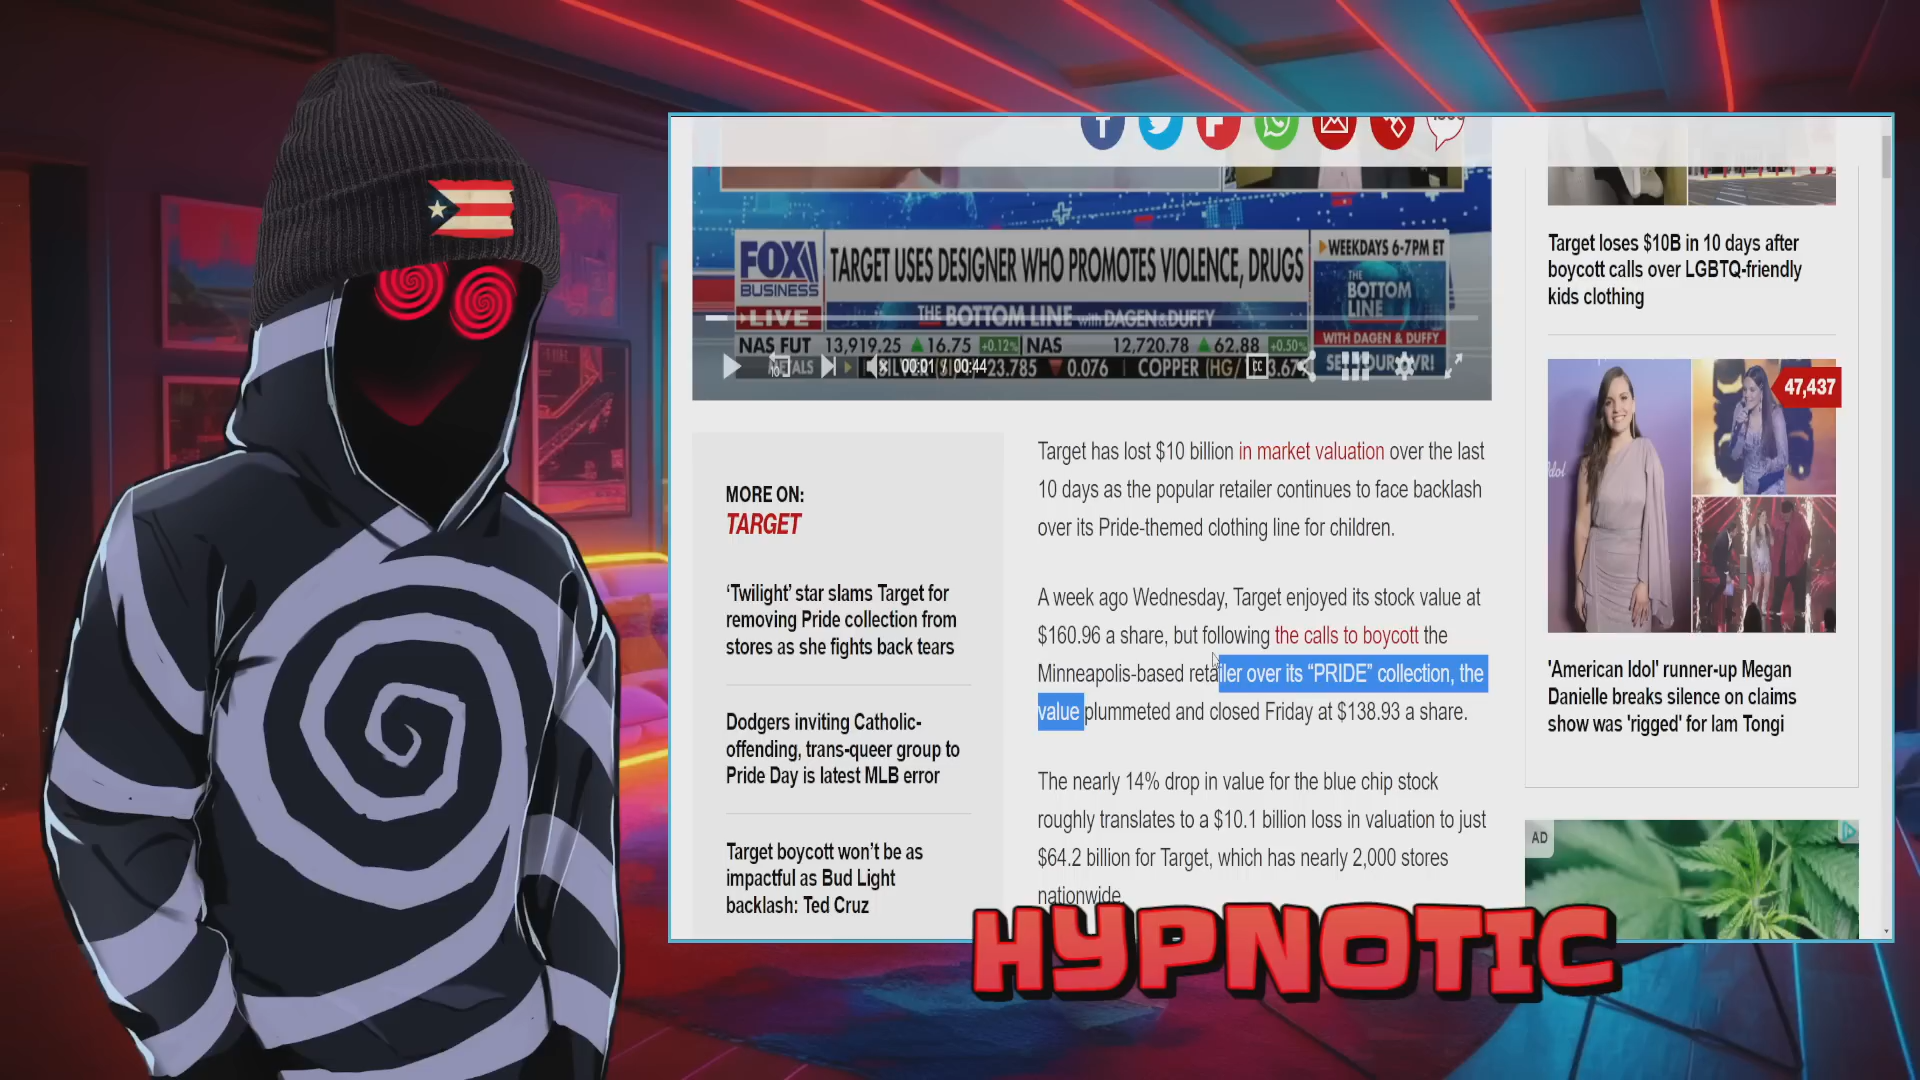 FOX
BUSINESS
LIVE
TARGET USES DESIGNER WHO PROMOTES VIOLENCE, DRUGS
THE BOTTOM LINE with DAGEN & DUFFY
WEEKDAYS 6-7PM ET
THE
BOTTOM
LINE
WITH DAGEN & DUFFY
NAS FUT 13,919.25 16.75 +0.12% NAS 12,720.78 62.88 +0.50%
00:01 / 00:44 23.785 0.076 COPPER (HG/
MORE ON:
TARGET
‘Twilight’ star slams Target for
removing Pride collection from
stores as she fights back tears
Dodgers inviting Catholic-
offending, trans-queer group to
Pride Day is latest MLB error
Target boycott won’t be as
impactful as Bud Light
backlash: Ted Cruz
Target has lost $10 billion in market valuation over the last
10 days as the popular retailer continues to face backlash
over its Pride-themed clothing line for children.
A week ago Wednesday, Target enjoyed its stock value at
$160.96 a share, but following the calls to boycott the
Minneapolis-based retailer over its “PRIDE” collection, the
value plummeted and closed Friday at $138.93 a share.
The nearly 14% drop in value for the blue chip stock
roughly translates to a $10.1 billion loss in valuation to just
$64.2 billion for Target, which has nearly 2,000 stores
nationwide.
Target loses $10B in 10 days after
boycott calls over LGBTQ-friendly
kids clothing
47,437
'American Idol' runner-up Megan
Danielle breaks silence on claims
show was 'rigged' for Iam Tongi
AD
HYPNOTIC